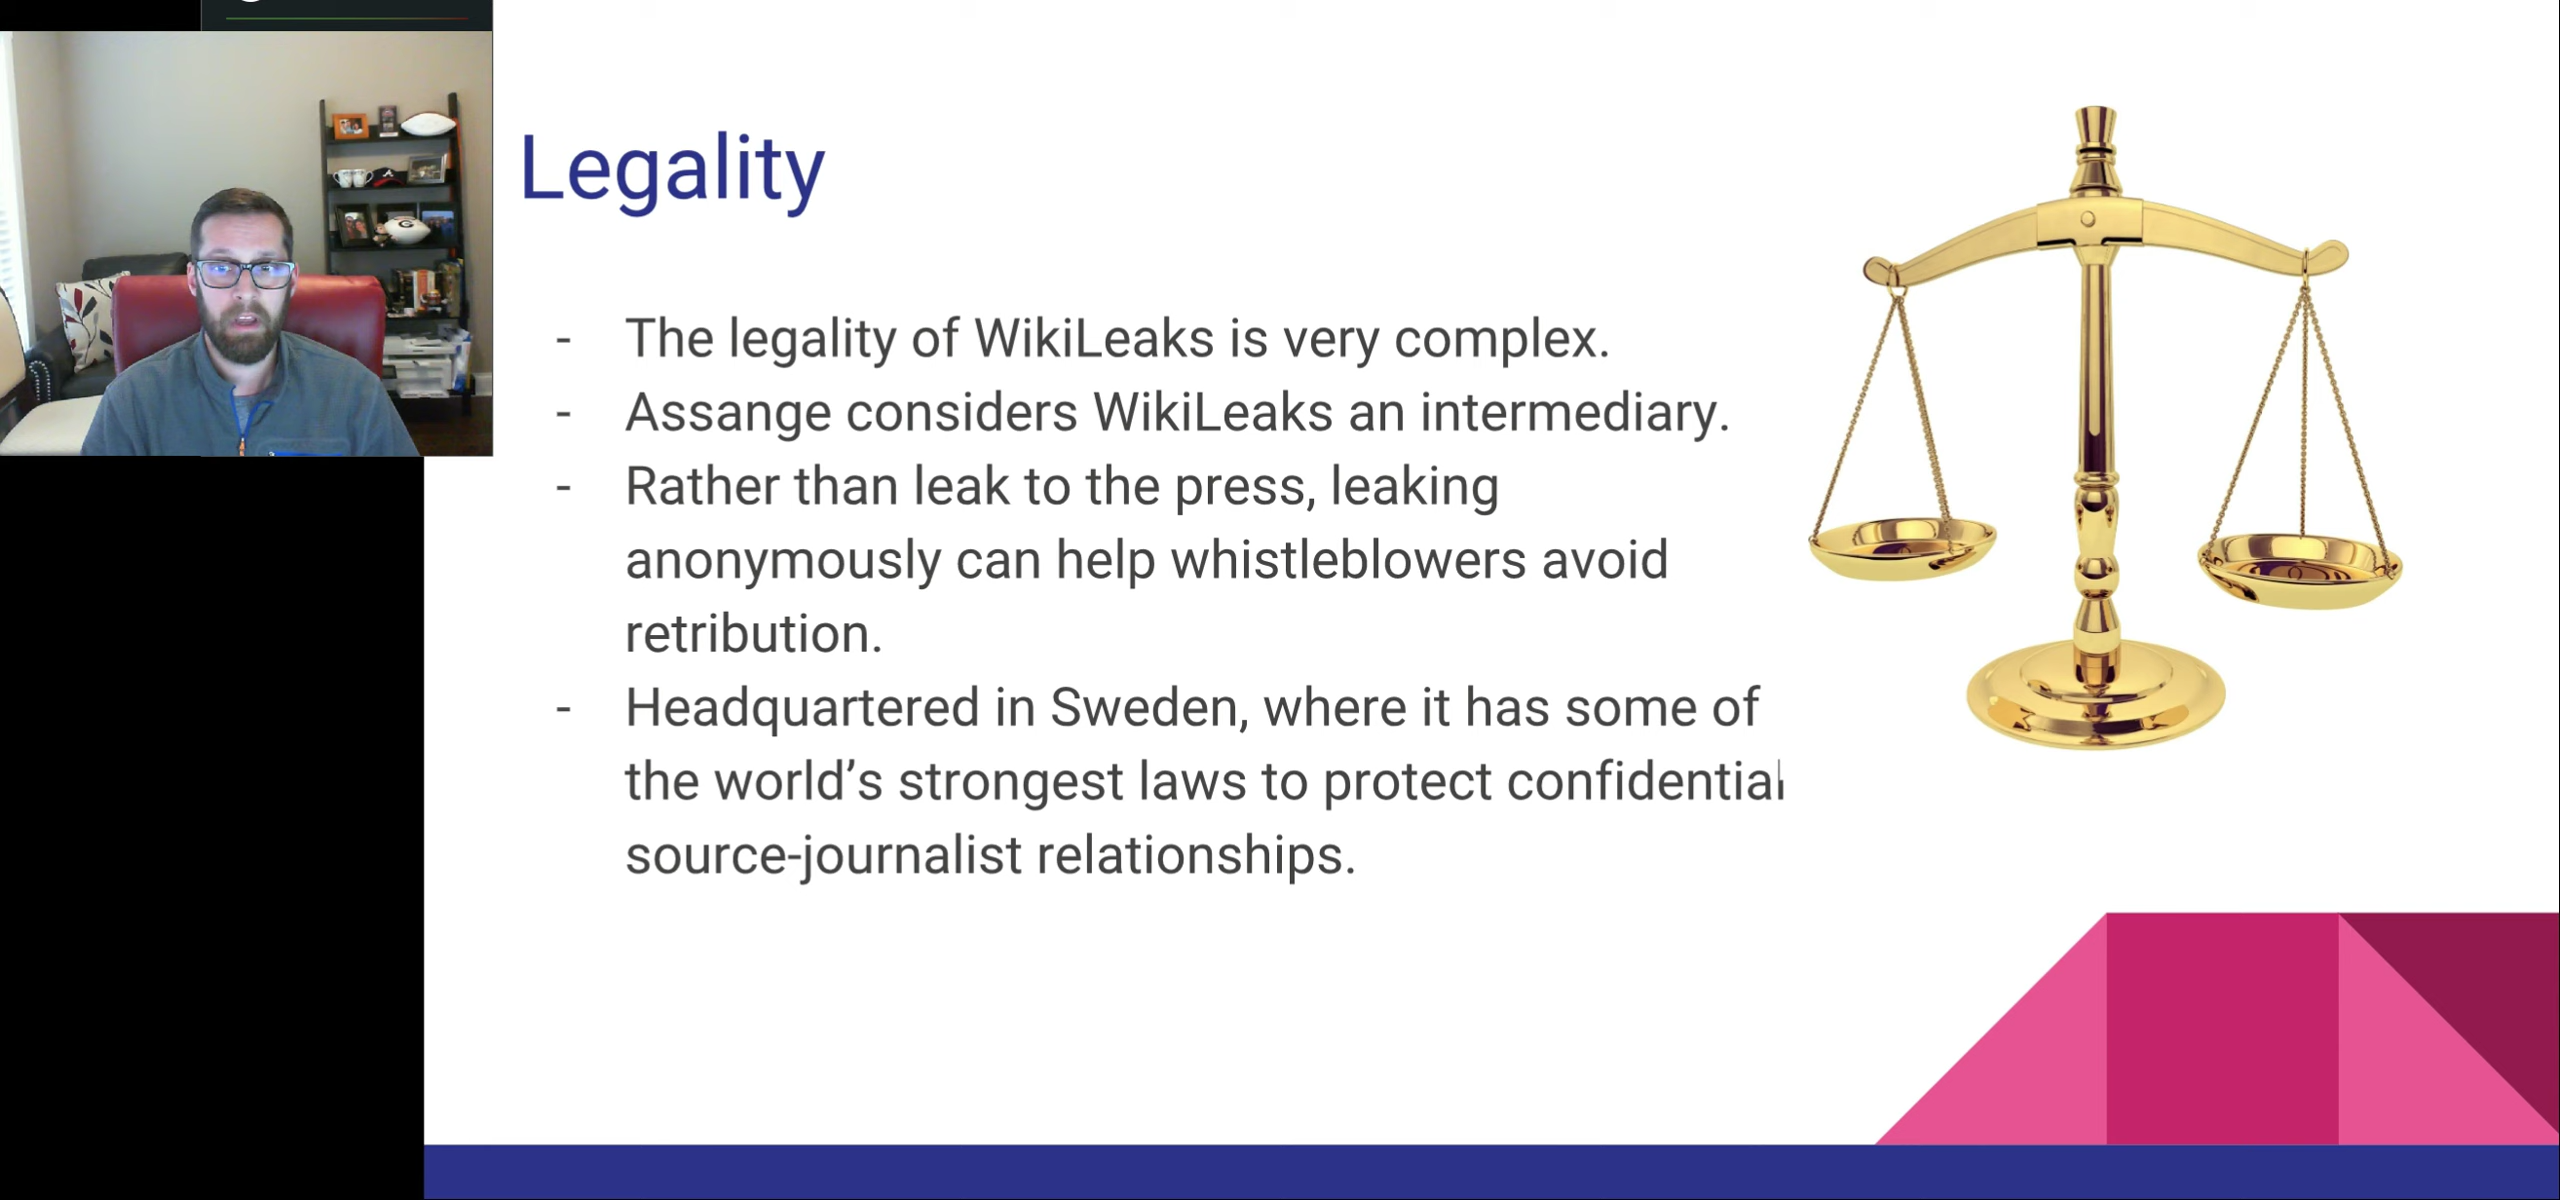 Legality
- The legality of WikiLeaks is very complex.
- Assange considers WikiLeaks an intermediary.
- Rather than leak to the press, leaking
anonymously can help whistleblowers avoid
retribution.
- Headquartered in Sweden, where it has some of
the world’s strongest laws to protect confidential
source-journalist relationships.